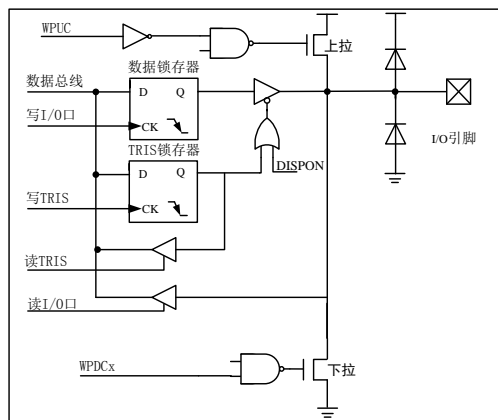 WPUC
上拉
数据总线
数据锁存器
D Q
写I/O口
CK
I/O引脚
TRIS锁存器
DISPON
D Q
写TRIS
CK
读TRIS
读I/O口
WPDCx
下拉